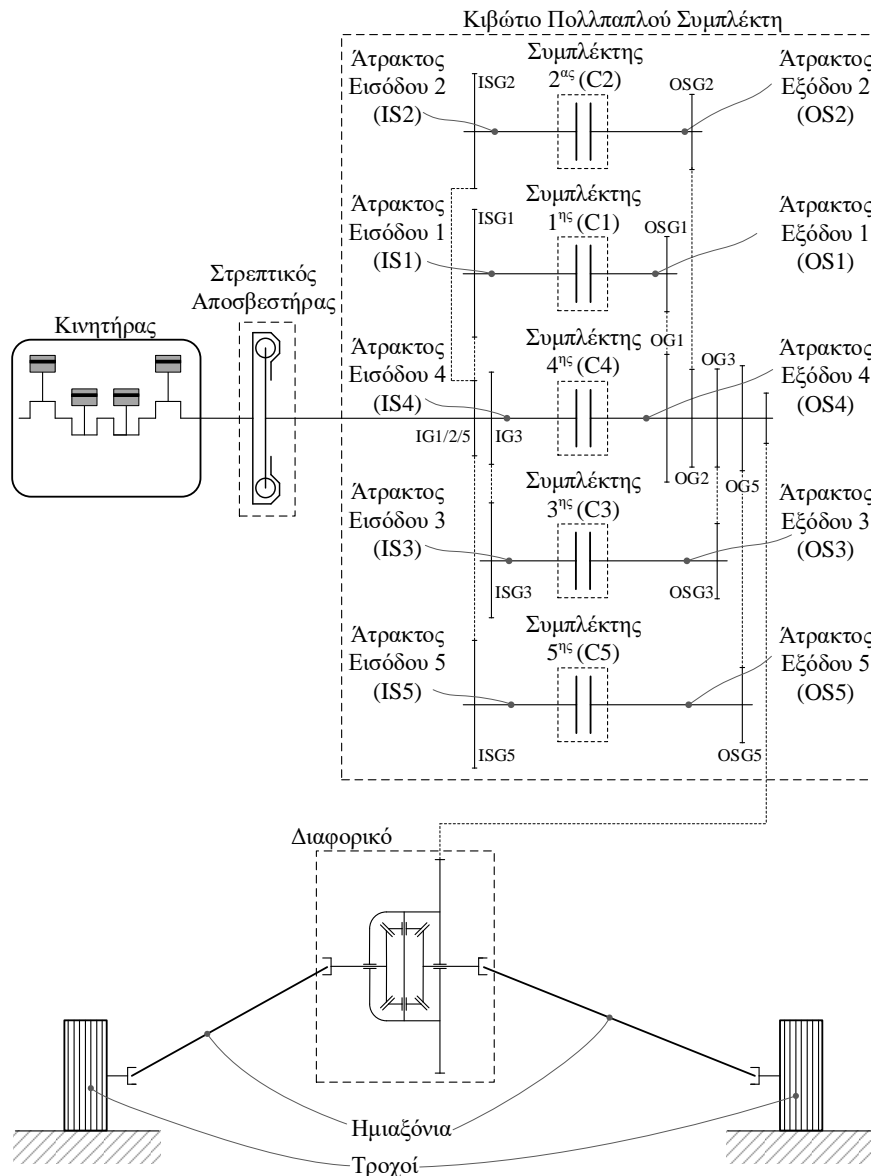 Κιβώτιο Πολλπαπλού Συμπλέκτη
Άτρακτος
Εισόδου 2
(IS2)
ISG2
Συμπλέκτης
2ας (C2)
OSG2
Άτρακτος
Εξόδου 2
(OS2)
Άτρακτος
Εισόδου 1
(IS1)
ISG1
Συμπλέκτης
1ης (C1)
OSG1
Άτρακτος
Εξόδου 1
(OS1)
Στρεπτικός
Αποσβεστήρας
Κινητήρας
Άτρακτος
Εισόδου 4
(IS4)
IG1/2/5
IG3
Συμπλέκτης
4ης (C4)
OG1
OG3
OG2
OG5
Άτρακτος
Εξόδου 4
(OS4)
Άτρακτος
Εισόδου 3
(IS3)
ISG3
Συμπλέκτης
3ης (C3)
OSG3
Άτρακτος
Εξόδου 3
(OS3)
Άτρακτος
Εισόδου 5
(IS5)
ISG5
Συμπλέκτης
5ης (C5)
OSG5
Άτρακτος
Εξόδου 5
(OS5)
Διαφορικό
Ημιαξόνια
Τροχοί